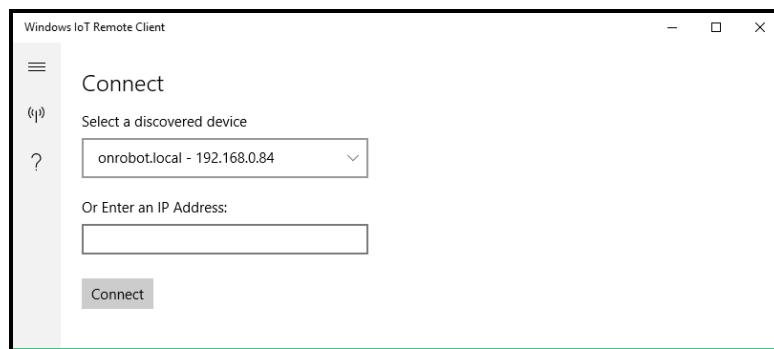 Windows IoT Remote Client
Connect
Select a discovered device
onrobot.local - 192.168.0.84
Or Enter an IP Address:
Connect